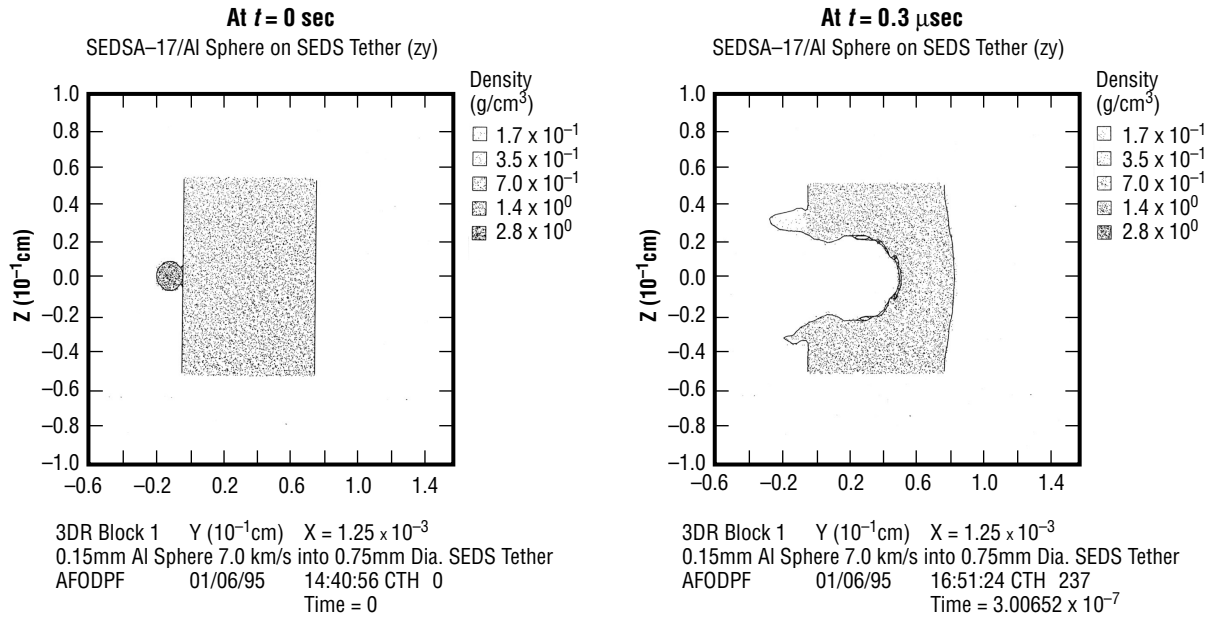 At t = 0 sec
SEDSA–17/Al Sphere on SEDS Tether (zy)
Density
(g/cm³)
1.7 x 10⁻¹
3.5 x 10⁻¹
7.0 x 10⁻¹
1.4 x 10⁰
2.8 x 10⁰
Z (10⁻¹cm)
1.0
0.8
0.6
0.4
0.2
0.0
–0.2
–0.4
–0.6
–0.8
–1.0
–0.6 –0.2 0.2 0.6 1.0 1.4
3DR Block 1 Y (10⁻¹cm) X = 1.25 x 10⁻³
0.15mm Al Sphere 7.0 km/s into 0.75mm Dia. SEDS Tether
AFODPF 01/06/95 14:40:56 CTH 0
Time = 0
At t = 0.3 µsec
SEDSA–17/Al Sphere on SEDS Tether (zy)
Density
(g/cm³)
1.7 x 10⁻¹
3.5 x 10⁻¹
7.0 x 10⁻¹
1.4 x 10⁰
2.8 x 10⁰
Z (10⁻¹cm)
1.0
0.8
0.6
0.4
0.2
0.0
–0.2
–0.4
–0.6
–0.8
–1.0
–0.6 –0.2 0.2 0.6 1.0 1.4
3DR Block 1 Y (10⁻¹cm) X = 1.25 x 10⁻³
0.15mm Al Sphere 7.0 km/s into 0.75mm Dia. SEDS Tether
AFODPF 01/06/95 16:51:24 CTH 237
Time = 3.00652 x 10⁻⁷